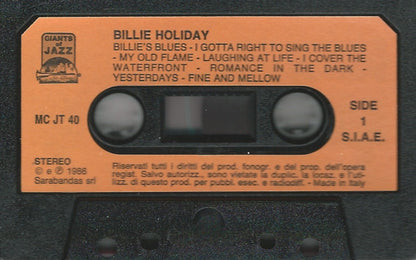 GIANTS of
JAZZ
BILLIE HOLIDAY
BILLIE'S BLUES - I GOTTA RIGHT TO SING THE BLUES
- MY OLD FLAME - LAUGHING AT LIFE - I COVER THE
WATERFRONT - ROMANCE IN THE DARK -
YESTERDAYS - FINE AND MELLOW
MC JT 40
SIDE
1
S.I.A.E.
STEREO
© e ℗ 1986
Sarabandas srl
Riservati tutti i diritti del prod. fonogr. e del prop. dell'opera
regist. Salvo autorizz., sono vietate la duplic. la locaz. e l'uti-
lizz. di questo prod. per pubbl. esec. e radiodiff. - Made in Italy